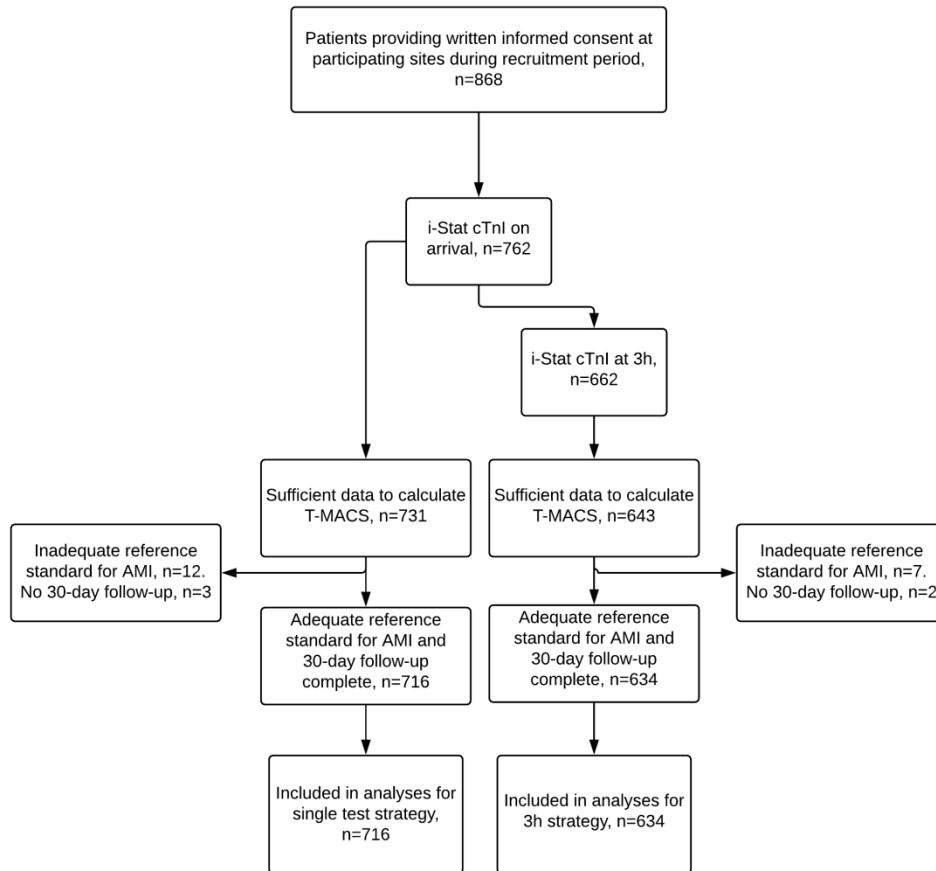 Patients providing written informed consent at
participating sites during recruitment period,
n=868
i-Stat cTnI on
arrival, n=762
i-Stat cTnI at 3h,
n=662
Sufficient data to calculate
T-MACS, n=731
Sufficient data to calculate
T-MACS, n=643
Inadequate reference
standard for AMI, n=12.
No 30-day follow-up, n=3
Inadequate reference
standard for AMI, n=7.
No 30-day follow-up, n=2
Adequate reference
standard for AMI and
30-day follow-up
complete, n=716
Adequate reference
standard for AMI and
30-day follow-up
complete, n=634
Included in analyses for
single test strategy,
n=716
Included in analyses for
3h strategy, n=634